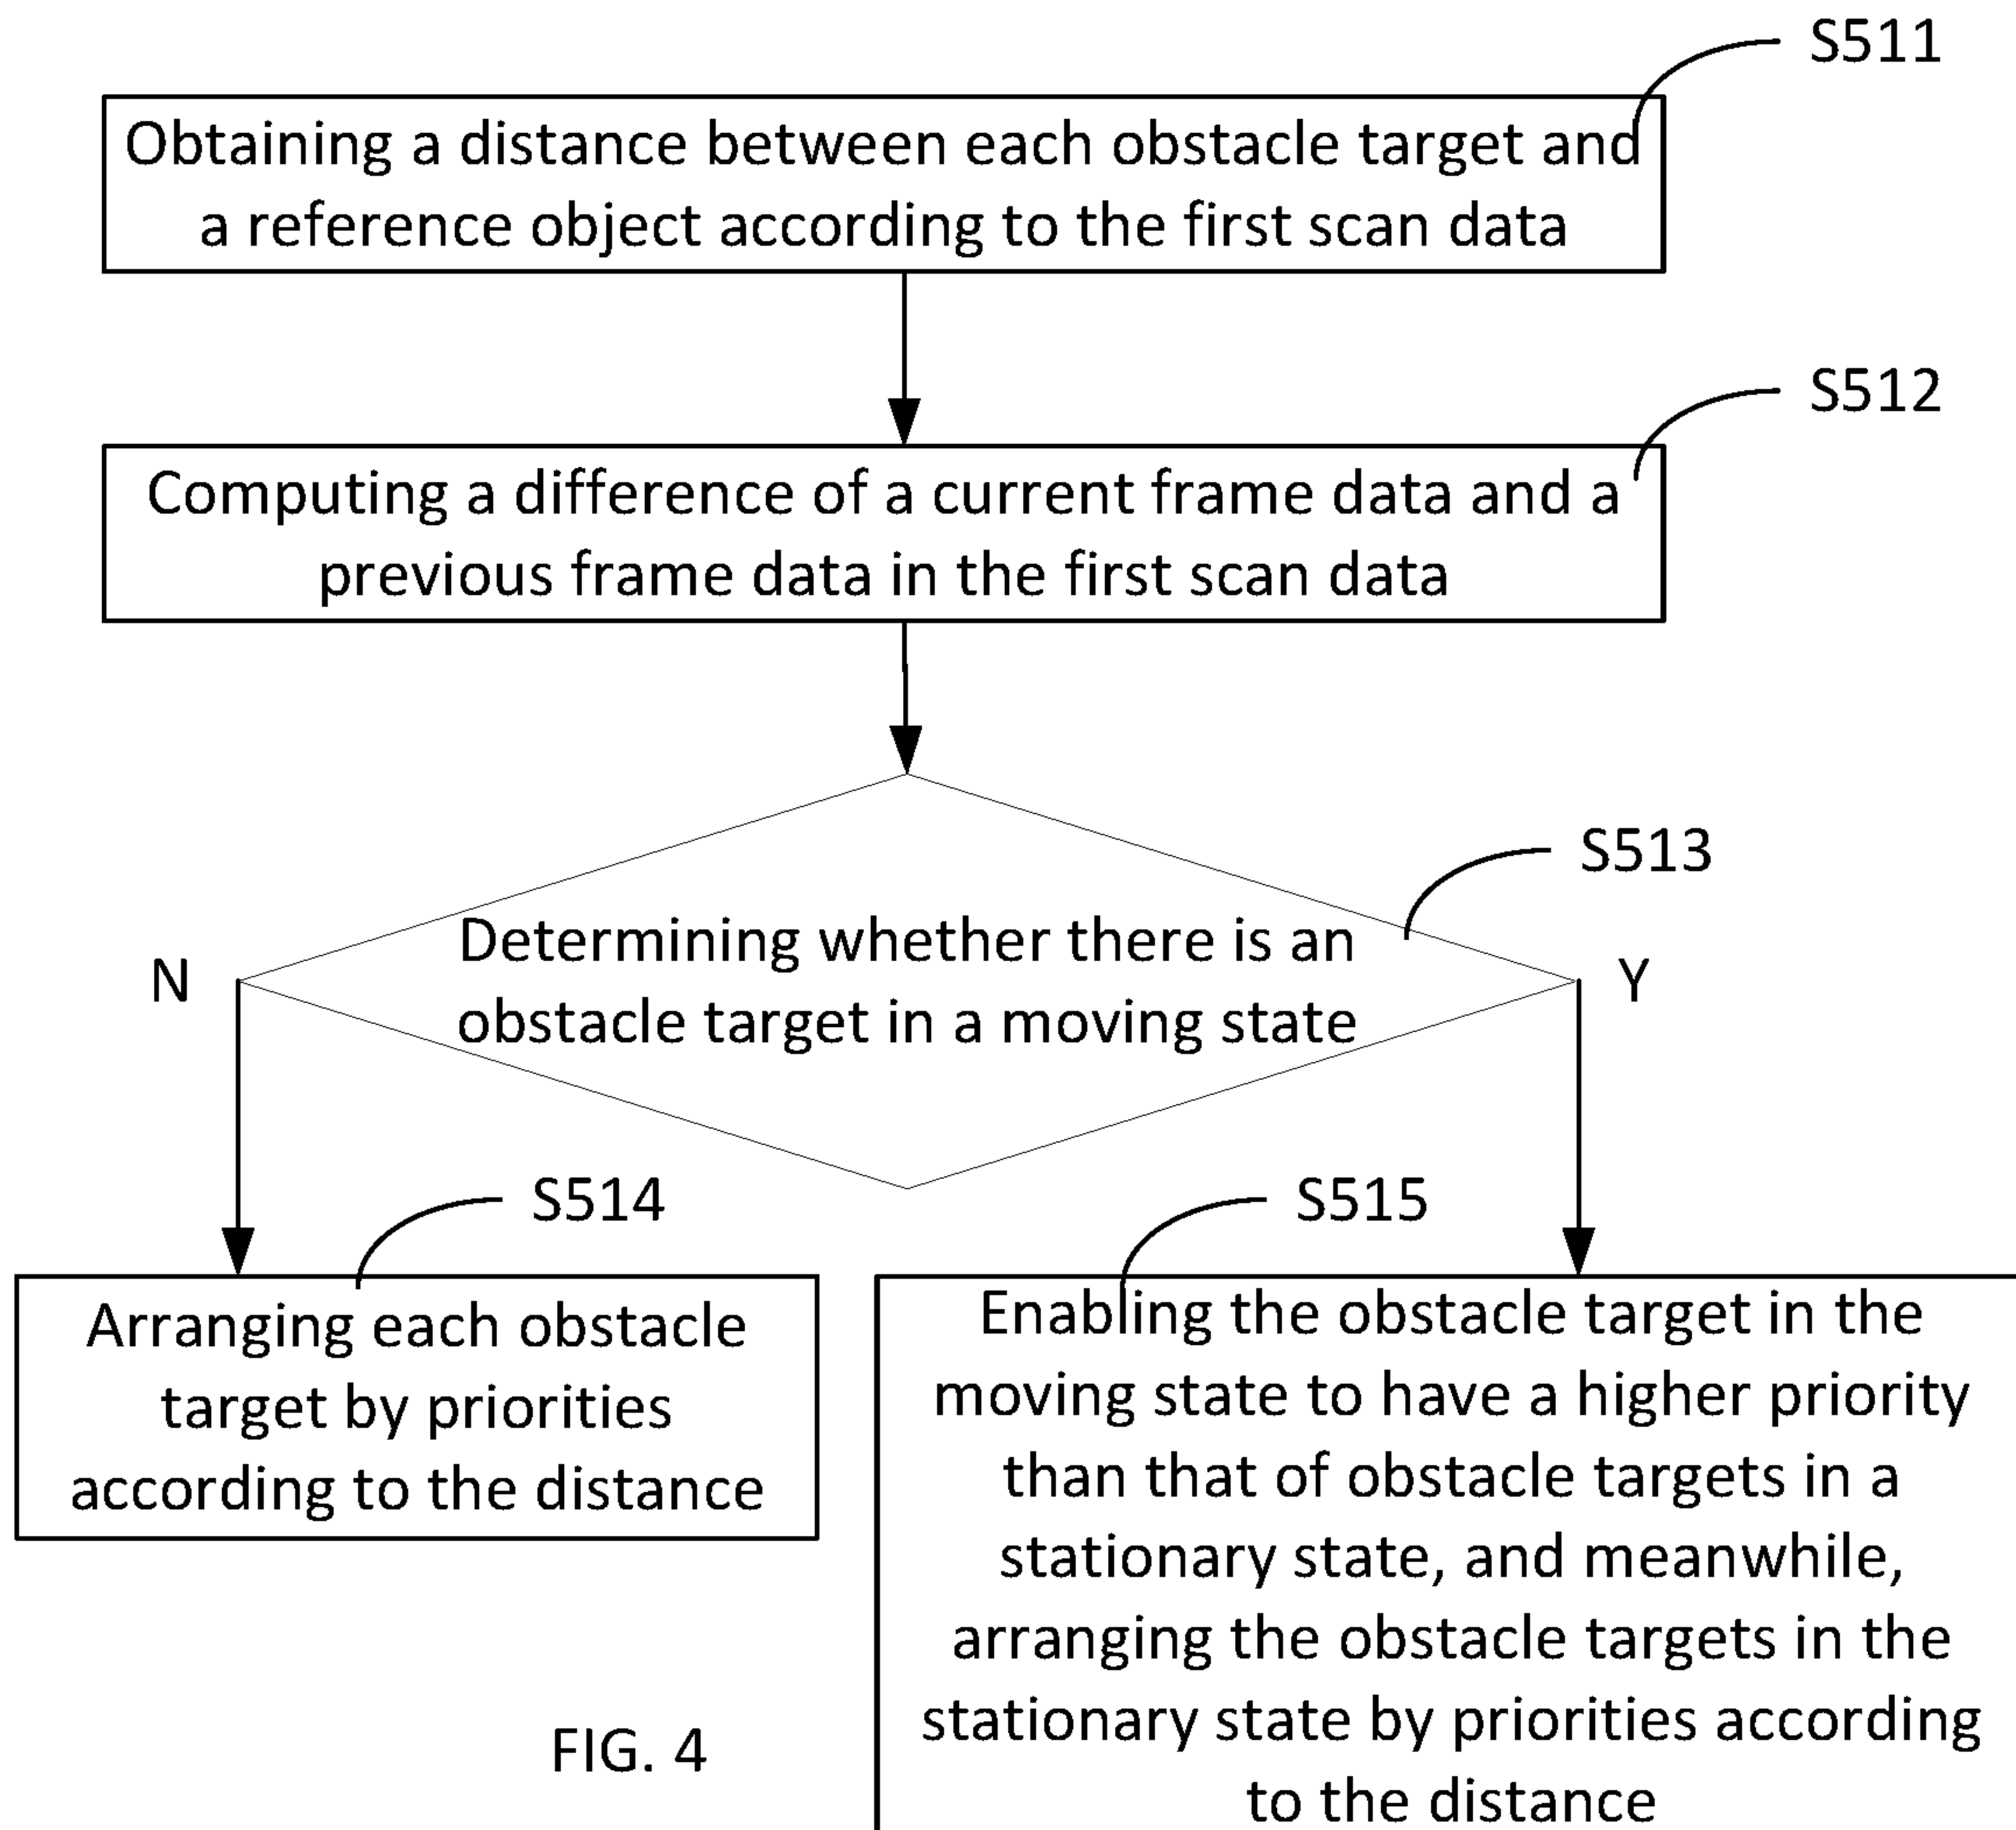 S511
Obtaining a distance between each obstacle target and
a reference object according to the first scan data
S512
Computing a difference of a current frame data and a
previous frame data in the first scan data
S513
Determining whether there is an
obstacle target in a moving state
N
Y
S514
S515
Arranging each obstacle
target by priorities
according to the distance
Enabling the obstacle target in the
moving state to have a higher priority
than that of obstacle targets in a
stationary state, and meanwhile,
arranging the obstacle targets in the
stationary state by priorities according
to the distance
FIG. 4